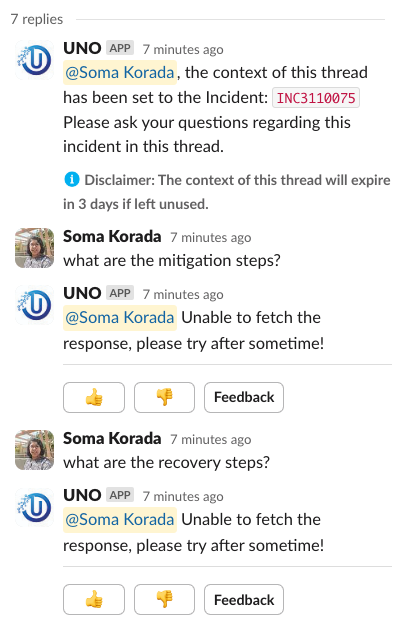 7 replies
UNO APP 7 minutes ago
@Soma Korada, the context of this thread
has been set to the Incident: INC3110075
Please ask your questions regarding this
incident in this thread.
Disclaimer: The context of this thread will expire
in 3 days if left unused.
Soma Korada 7 minutes ago
what are the mitigation steps?
UNO APP 7 minutes ago
@Soma Korada Unable to fetch the
response, please try after sometime!
Feedback
Soma Korada 7 minutes ago
what are the recovery steps?
UNO APP 7 minutes ago
@Soma Korada Unable to fetch the
response, please try after sometime!
Feedback